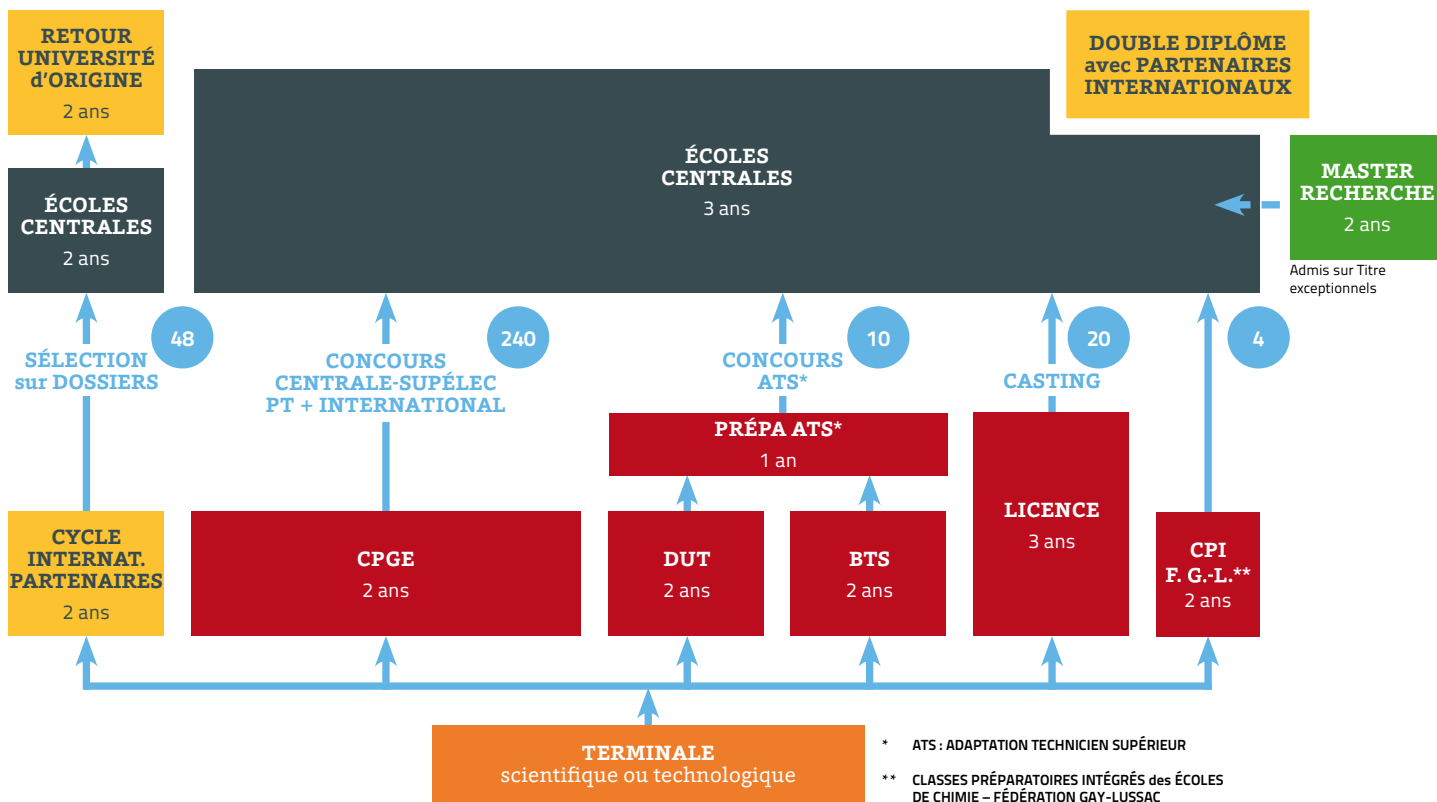 RETOUR
UNIVERSITÉ
d'ORIGINE
2 ans
DOUBLE DIPLÔME
avec PARTENAIRES
INTERNATIONAUX
ÉCOLES
CENTRALES
2 ans
ÉCOLES
CENTRALES
3 ans
MASTER
RECHERCHE
2 ans
Admis sur Titre
exceptionnels
48
SÉLECTION
sur DOSSIERS
240
CONCOURS
CENTRALE-SUPÉLEC
PT + INTERNATIONAL
10
CONCOURS
ATS*
20
CASTING
4
PRÉPA ATS*
1 an
CYCLE
INTERNAT.
PARTENAIRES
2 ans
CPGE
2 ans
DUT
2 ans
BTS
2 ans
LICENCE
3 ans
CPI
F. G.-L.**
2 ans
TERMINALE
scientifique ou technologique
* ATS : ADAPTATION TECHNICIEN SUPÉRIEUR
** CLASSES PRÉPARATOIRES INTÉGRÉS des ÉCOLES
DE CHIMIE – FÉDÉRATION GAY-LUSSAC